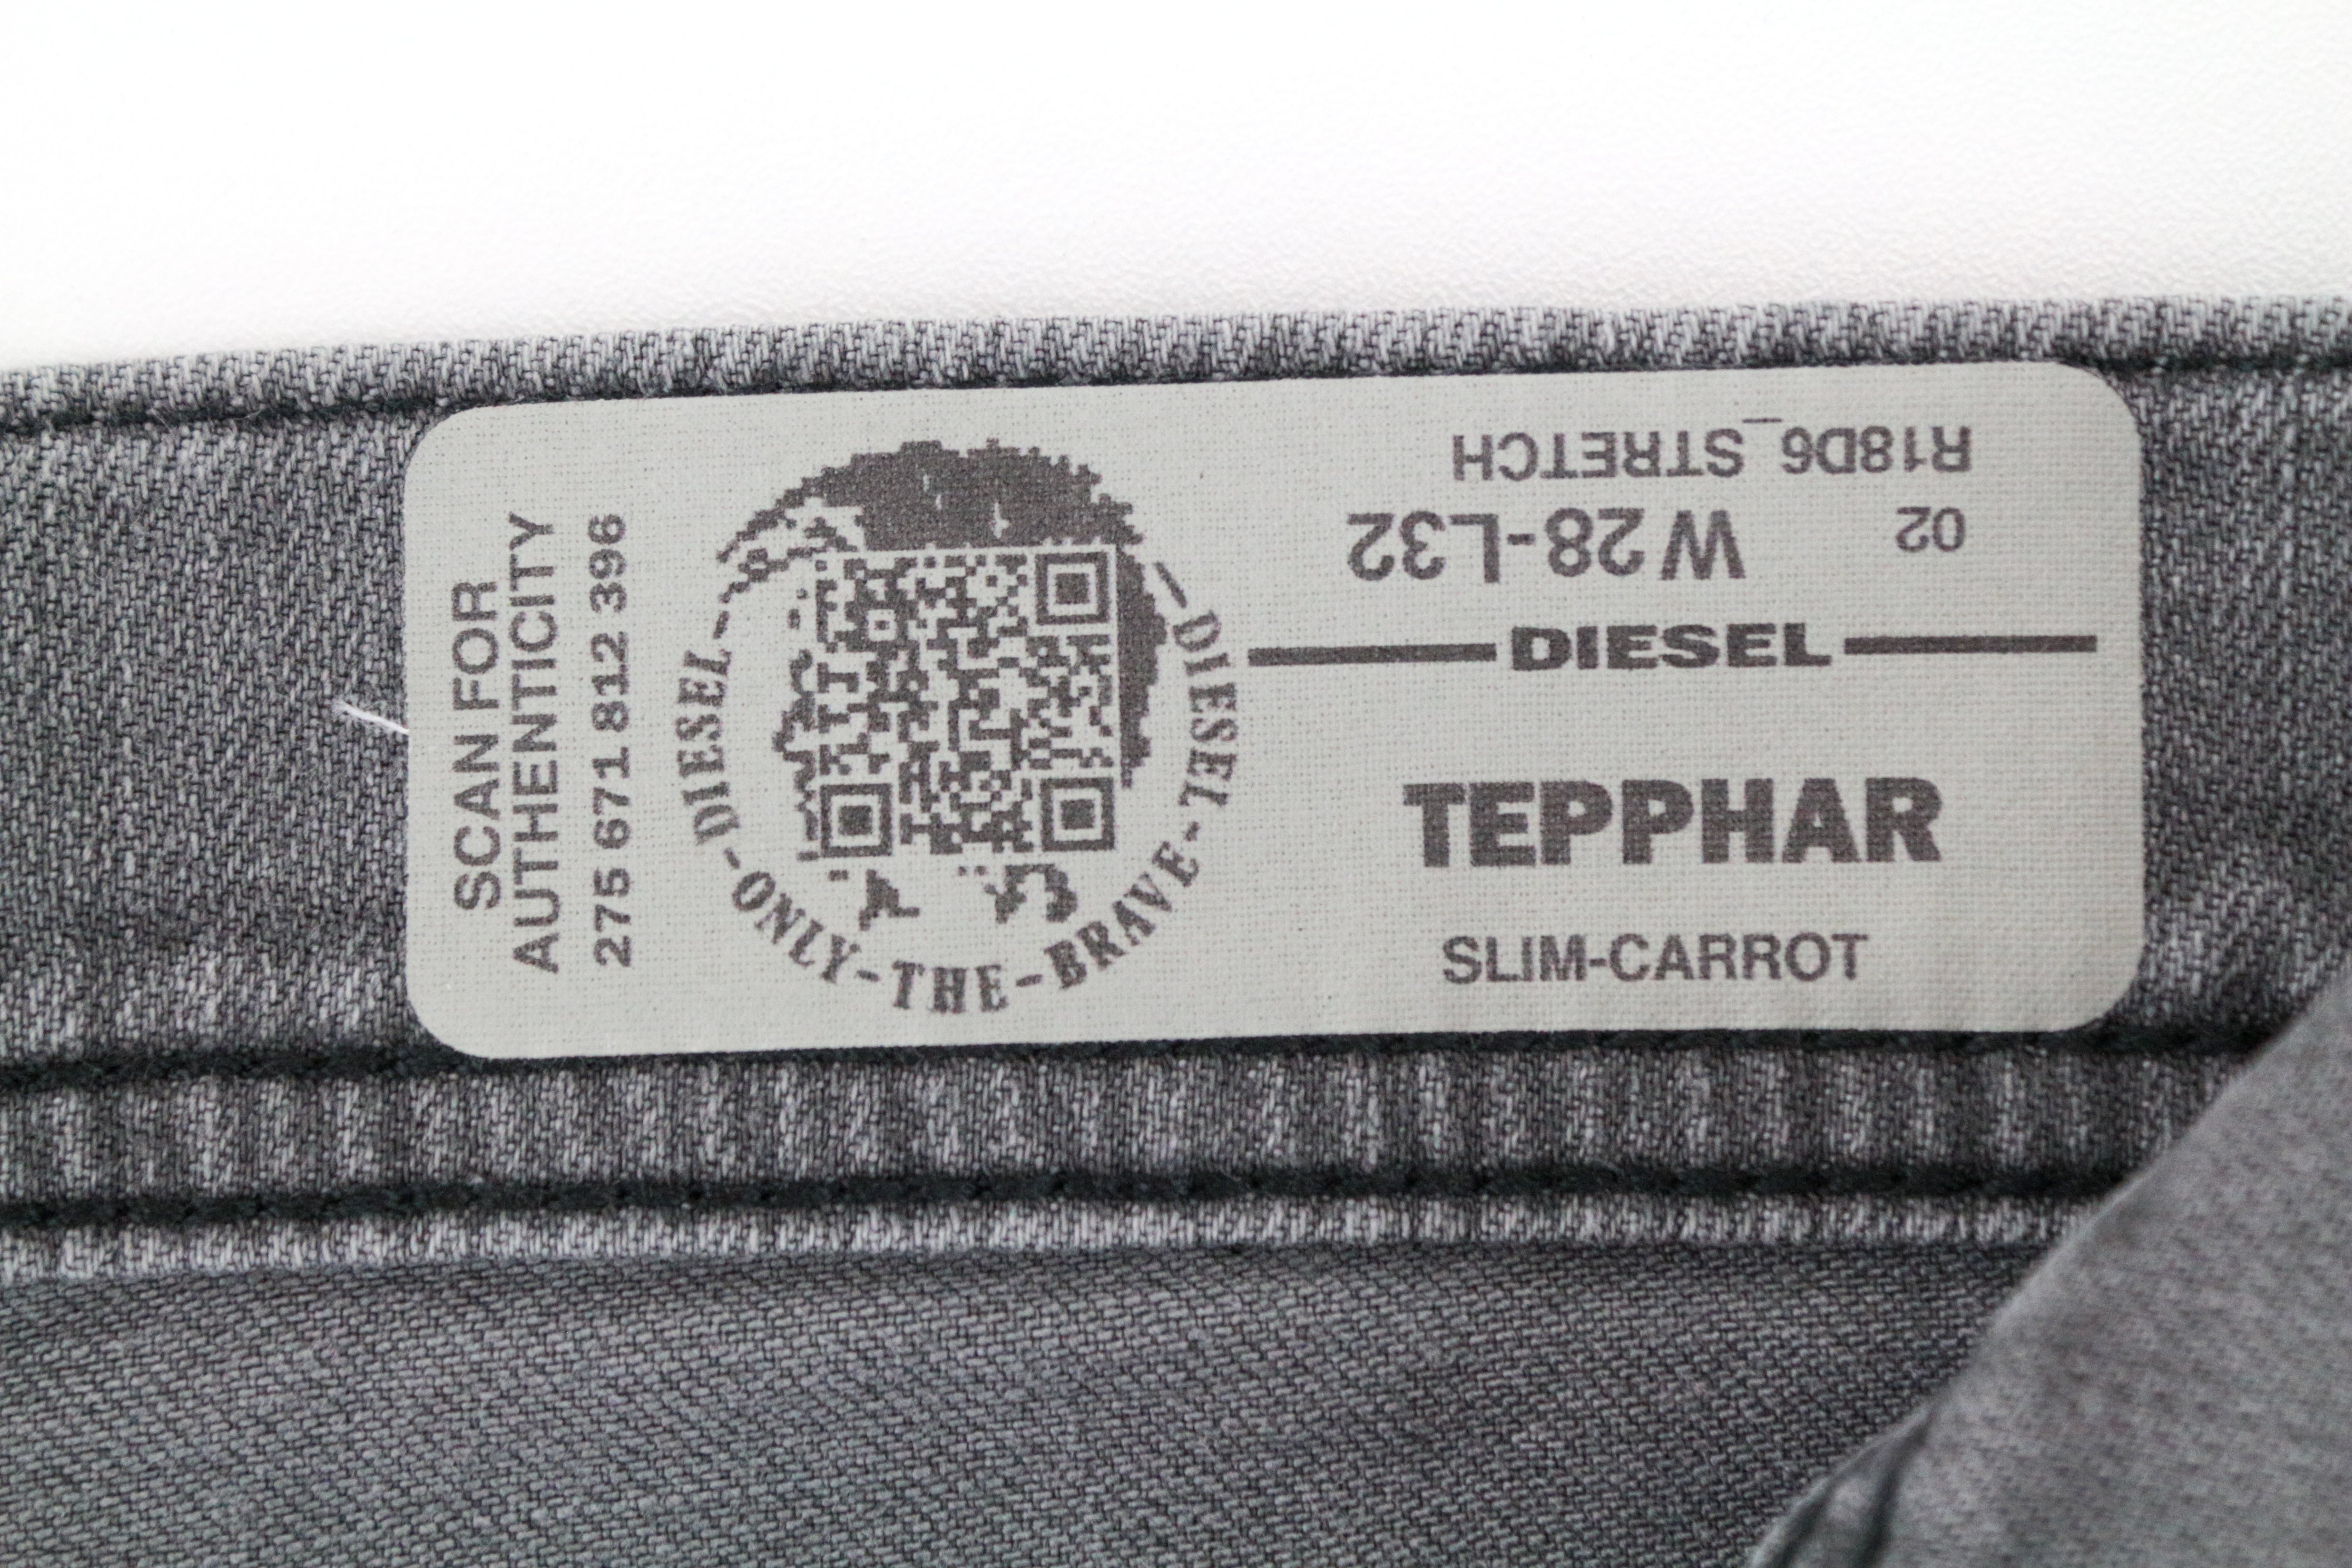 SCAN FOR
AUTHENTICITY
275 671 812 396
DIESEL-ONLY-THE-BRAVE-DIESEL
R18D6_STRETCH
02 W28-L32
DIESEL
TEPPHAR
SLIM-CARROT